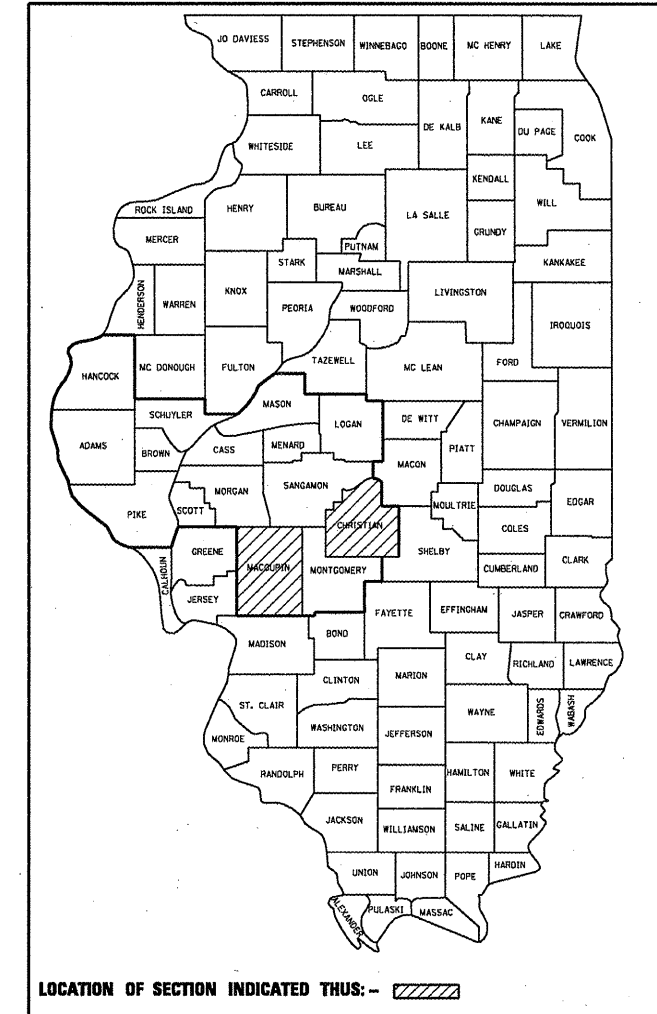 JO DAVIESS STEPHENSON WINNEBAGO BOONE MC HENRY LAKE
CARROLL OGLE
DE KALB KANE DU PAGE COOK
WHITESIDE LEE
KENDALL
ROCK ISLAND HENRY BUREAU LA SALLE WILL
MERCER PUTNAM GRUNDY
STARK MARSHALL KANKAKEE
HENDERSON WARREN KNOX PEORIA WOODFORD LIVINGSTON
IROQUOIS
HANCOCK MC DONOUGH FULTON TAZEWELL MC LEAN FORD
SCHUYLER MASON
ADAMS BROWN CASS MENARD LOGAN DE WITT PIATT CHAMPAIGN VERMILION
MACON
PIKE SCOTT MORGAN SANGAMON MOULTRIE DOUGLAS EDGAR
CHRISTIAN COLES
GREENE MACOUPIN MONTGOMERY SHELBY CUMBERLAND CLARK
CALHOUN JERSEY
FAYETTE EFFINGHAM JASPER CRAWFORD
MADISON BOND
CLAY RICHLAND LAWRENCE
CLINTON MARION
ST. CLAIR WAYNE EDWARDS WABASH
WASHINGTON JEFFERSON
MONROE
RANDOLPH PERRY HAMILTON WHITE
FRANKLIN
JACKSON WILLIAMSON SALINE GALLATIN
UNION JOHNSON POPE HARDIN
ALEXANDER PULASKI MASSAC
LOCATION OF SECTION INDICATED THUS: -